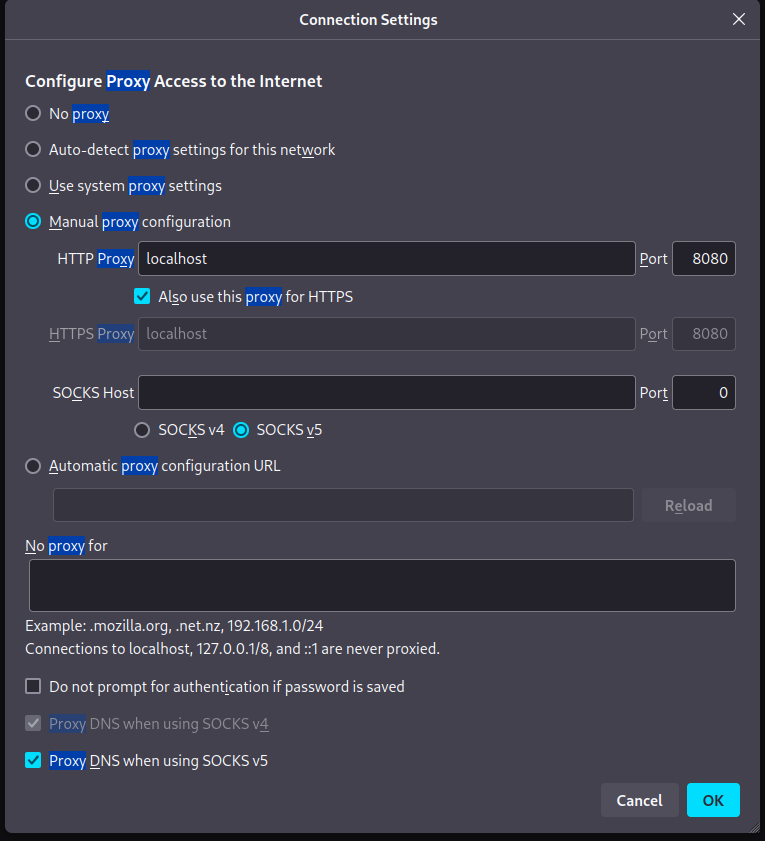 Connection Settings
Configure Proxy Access to the Internet
No proxy
Auto-detect proxy settings for this network
Use system proxy settings
Manual proxy configuration
HTTP Proxy localhost Port 8080
Also use this proxy for HTTPS
HTTPS Proxy localhost Port 8080
SOCKS Host Port 0
SOCKS v4 SOCKS v5
Automatic proxy configuration URL
Reload
No proxy for
Example: .mozilla.org, .net.nz, 192.168.1.0/24
Connections to localhost, 127.0.0.1/8, and ::1 are never proxied.
Do not prompt for authentication if password is saved
Proxy DNS when using SOCKS v4
Proxy DNS when using SOCKS v5
Cancel OK